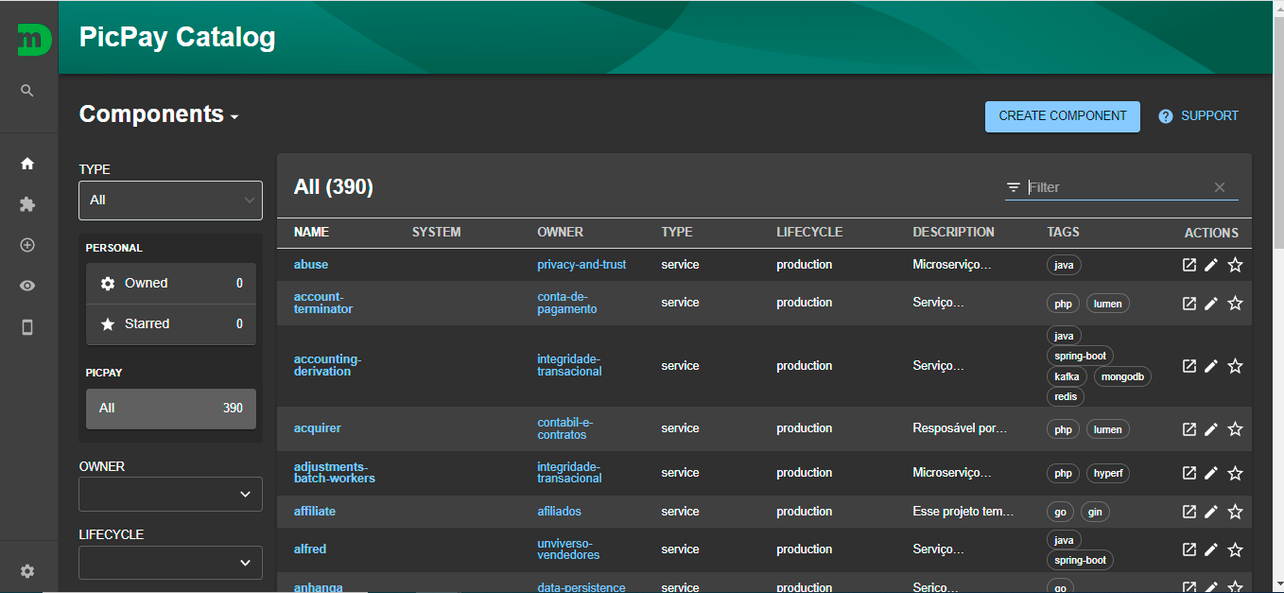 m
PicPay Catalog
Components
CREATE COMPONENT
SUPPORT
TYPE
All
PERSONAL
Owned 0
Starred 0
PICPAY
All 390
OWNER
LIFECYCLE
All (390)
Filter
NAME SYSTEM OWNER TYPE LIFECYCLE DESCRIPTION TAGS ACTIONS
abuse privacy-and-trust service production Microserviço… java
account-
terminator
conta-de-
pagamento
service production Serviço… php lumen
accounting-
derivation
integridade-
transacional
service production Serviço…
java
spring-boot
kafka mongodb
redis
acquirer
contabil-e-
contratos
service production Resposável por… php lumen
adjustments-
batch-workers
integridade-
transacional
service production Microserviço… php hyperf
affiliate afiliados service production Esse projeto tem… go gin
alfred
unviverso-
vendedores
service production Serviço…
java
spring-boot
anhanga data-persistence service production Seriço… go